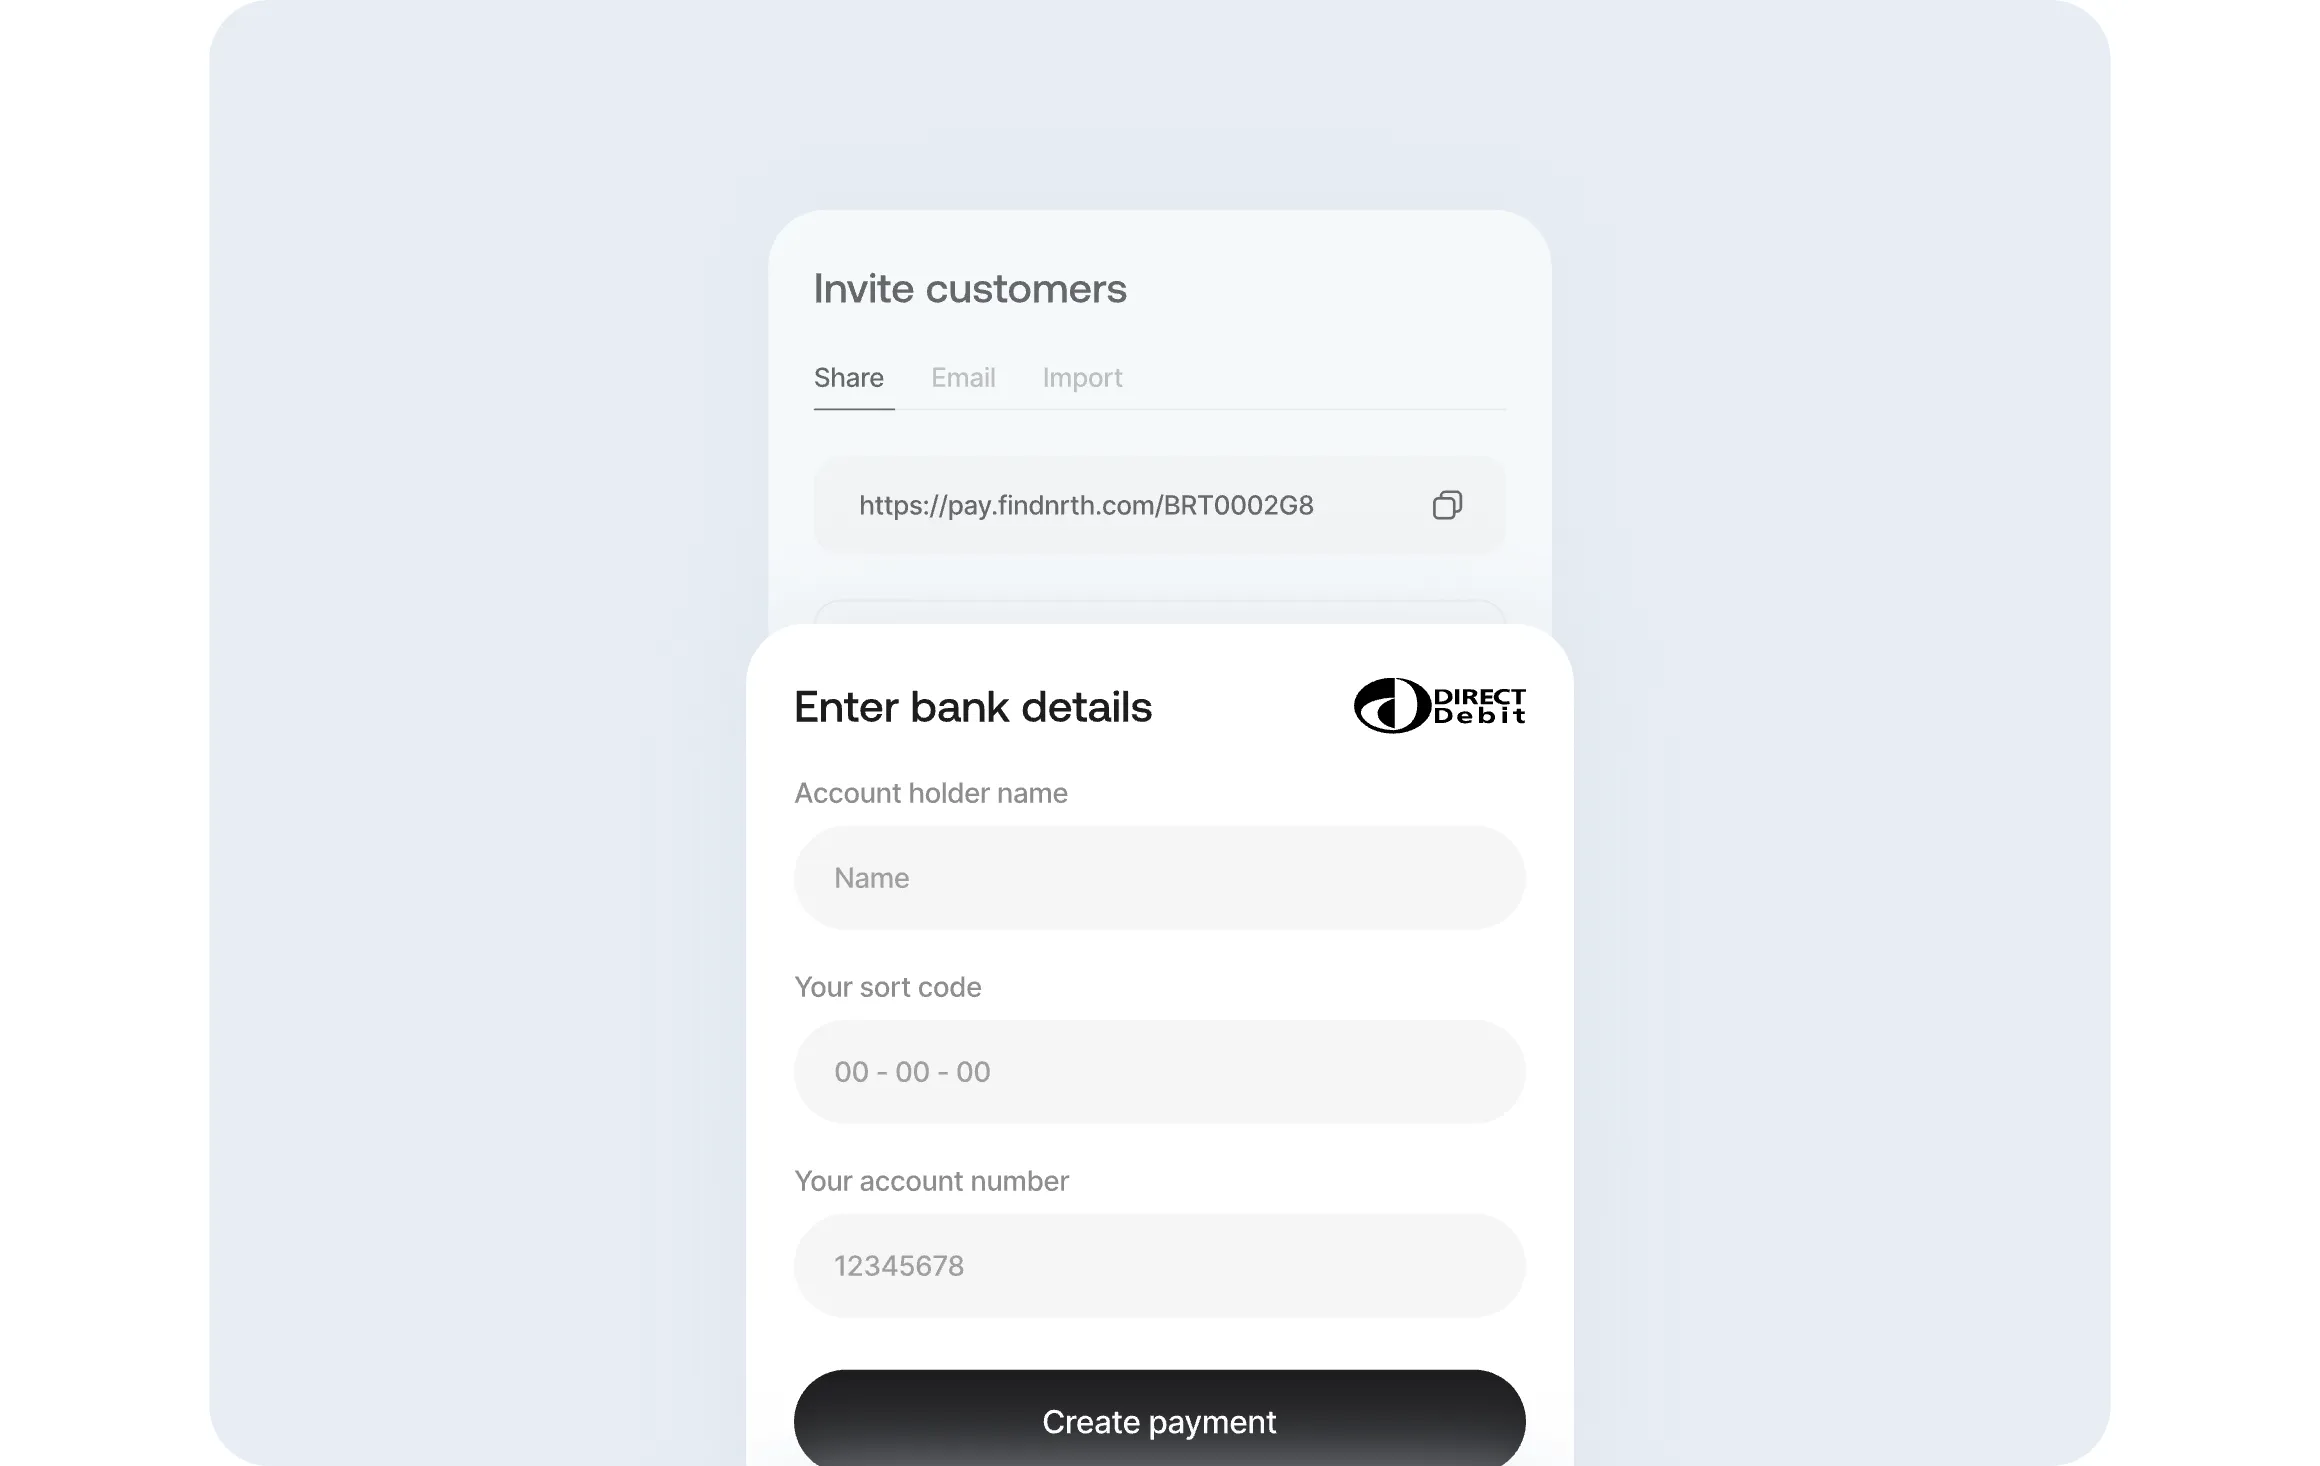 Invite customers
Share Email Import
https://pay.findnrth.com/BRT0002G8
Enter bank details
DIRECT
Debit
Account holder name
Name
Your sort code
00 - 00 - 00
Your account number
12345678
Create payment